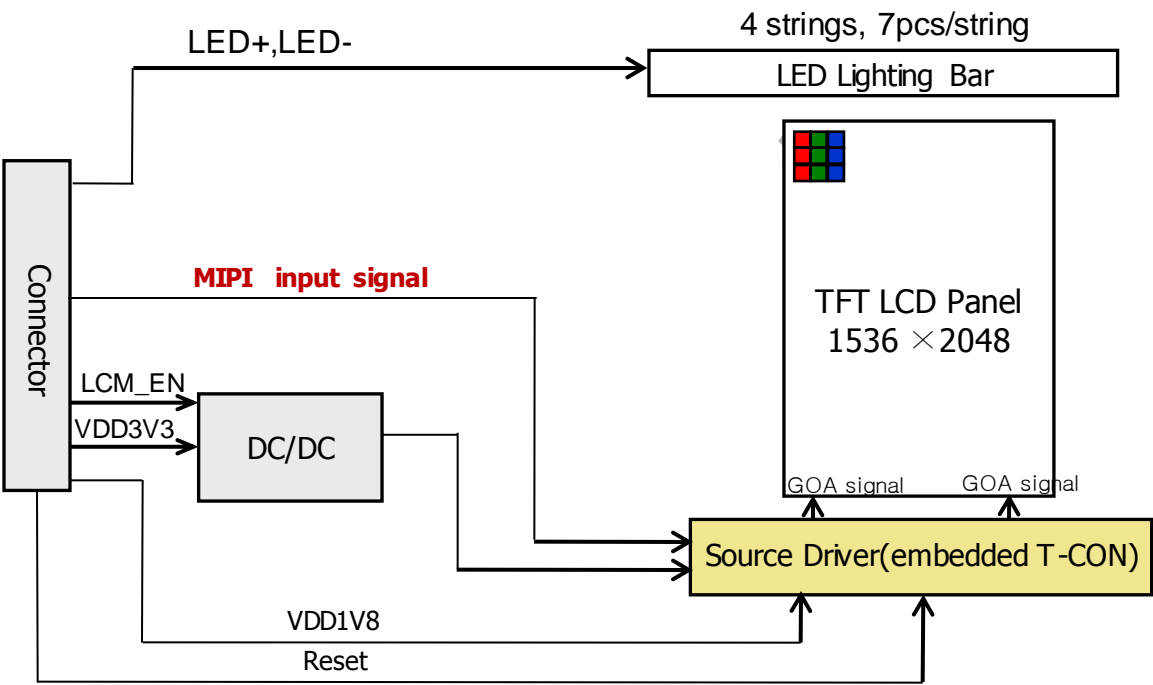 4 strings, 7pcs/string
LED+,LED-
LED Lighting Bar
Connector
MIPI input signal
TFT LCD Panel
1536 ×2048
LCM_EN
VDD3V3
DC/DC
GOA signal
GOA signal
Source Driver(embedded T-CON)
VDD1V8
Reset